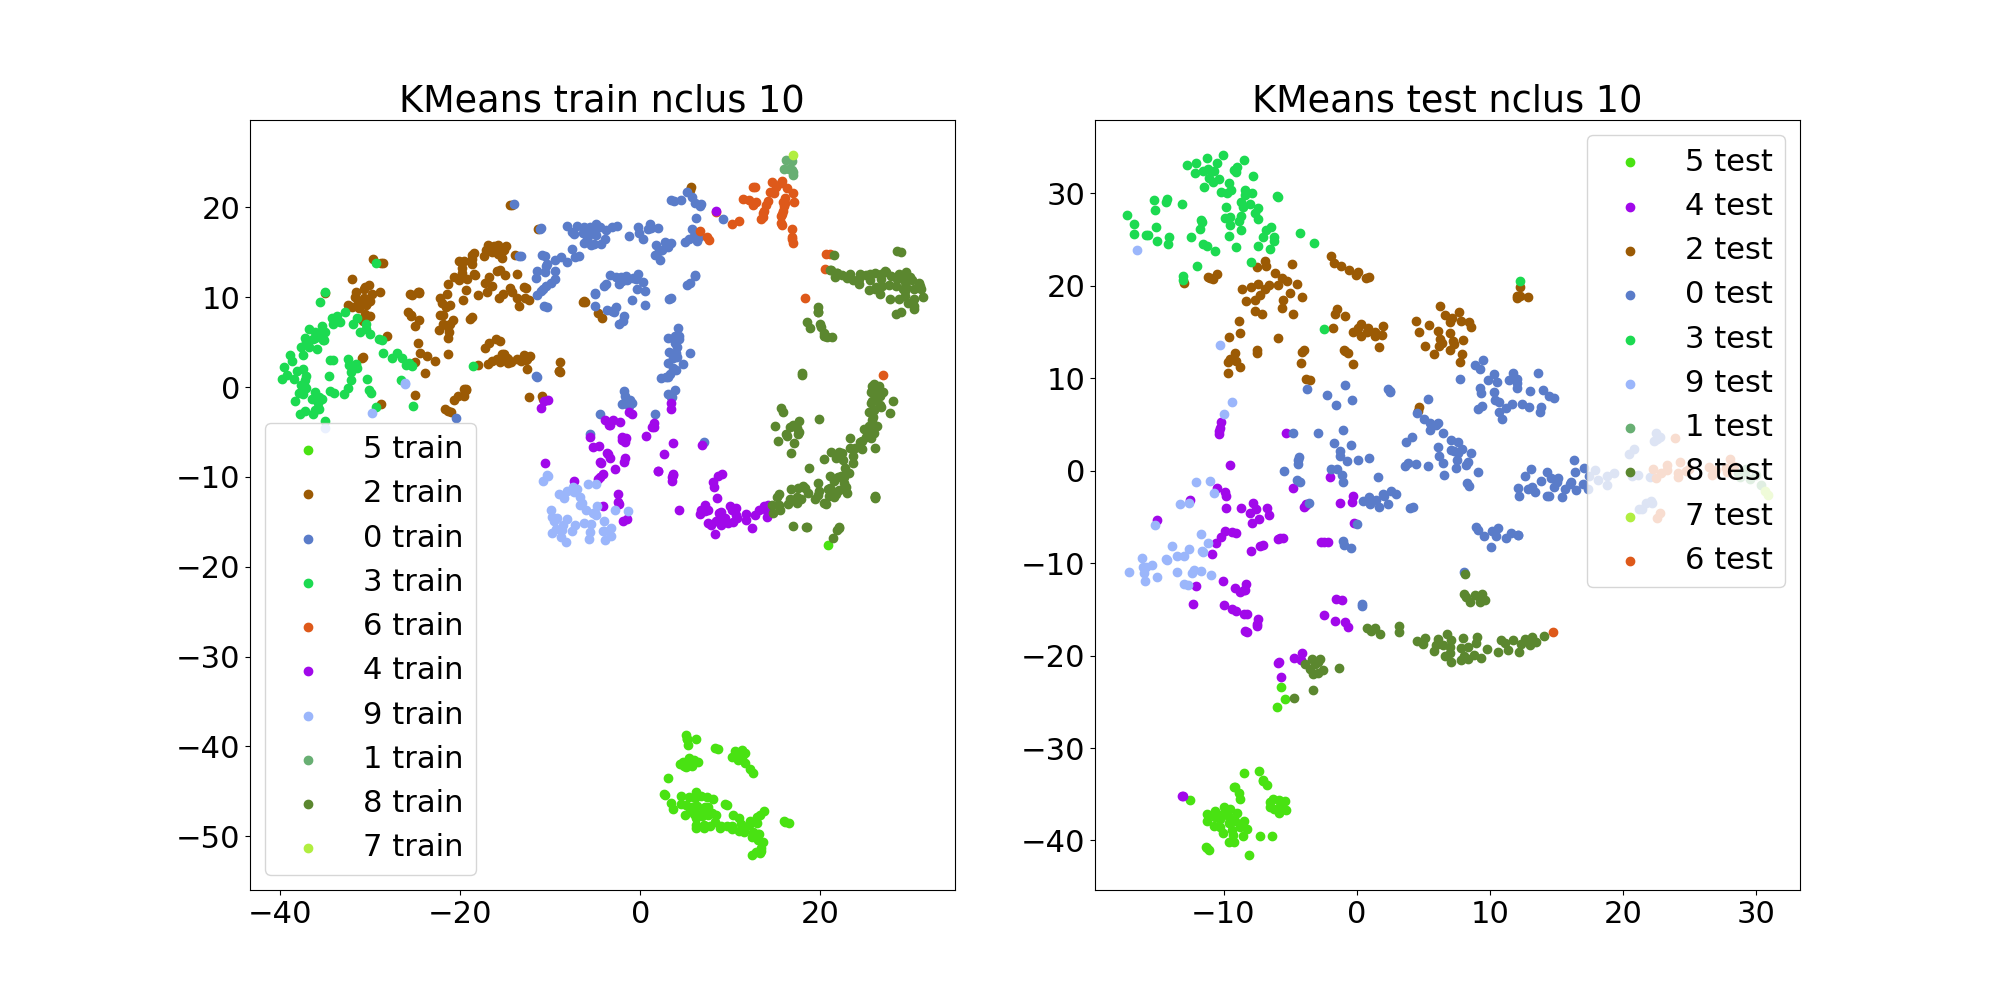 KMeans train nclus 10
20
10
0
−10
−20
−30
−40
−50
−40
−20
0
20
5 train
2 train
0 train
3 train
6 train
4 train
9 train
1 train
8 train
7 train
KMeans test nclus 10
30
20
10
0
−10
−20
−30
−40
−10
0
10
20
30
5 test
4 test
2 test
0 test
3 test
9 test
1 test
8 test
7 test
6 test